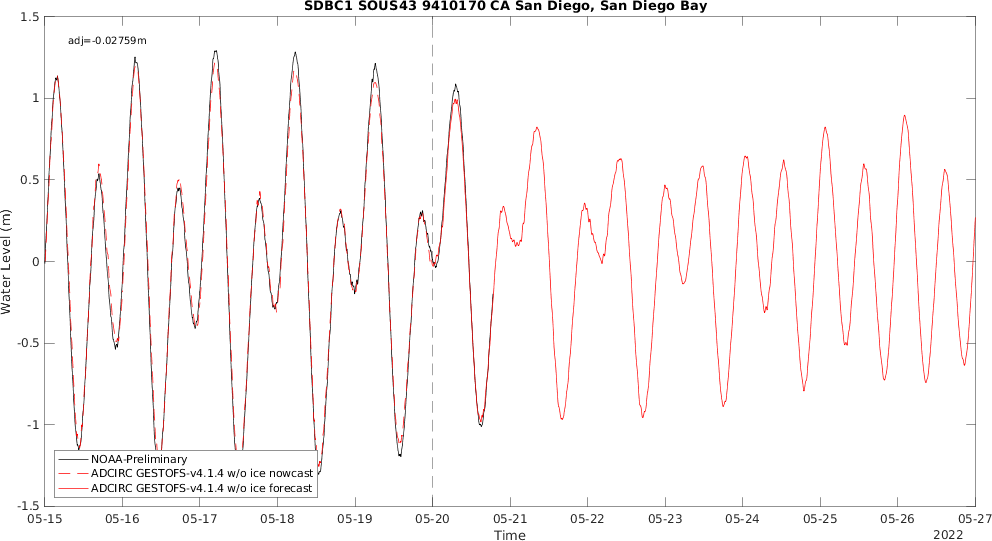 SDBC1 SOUS43 9410170 CA San Diego, San Diego Bay
adj=-0.02759m
1.5
1
0.5
0
-0.5
-1
-1.5
Water Level (m)
NOAA-Preliminary
ADCIRC GESTOFS-v4.1.4 w/o ice nowcast
ADCIRC GESTOFS-v4.1.4 w/o ice forecast
05-15 05-16 05-17 05-18 05-19 05-20 05-21 05-22 05-23 05-24 05-25 05-26 05-27
Time
2022